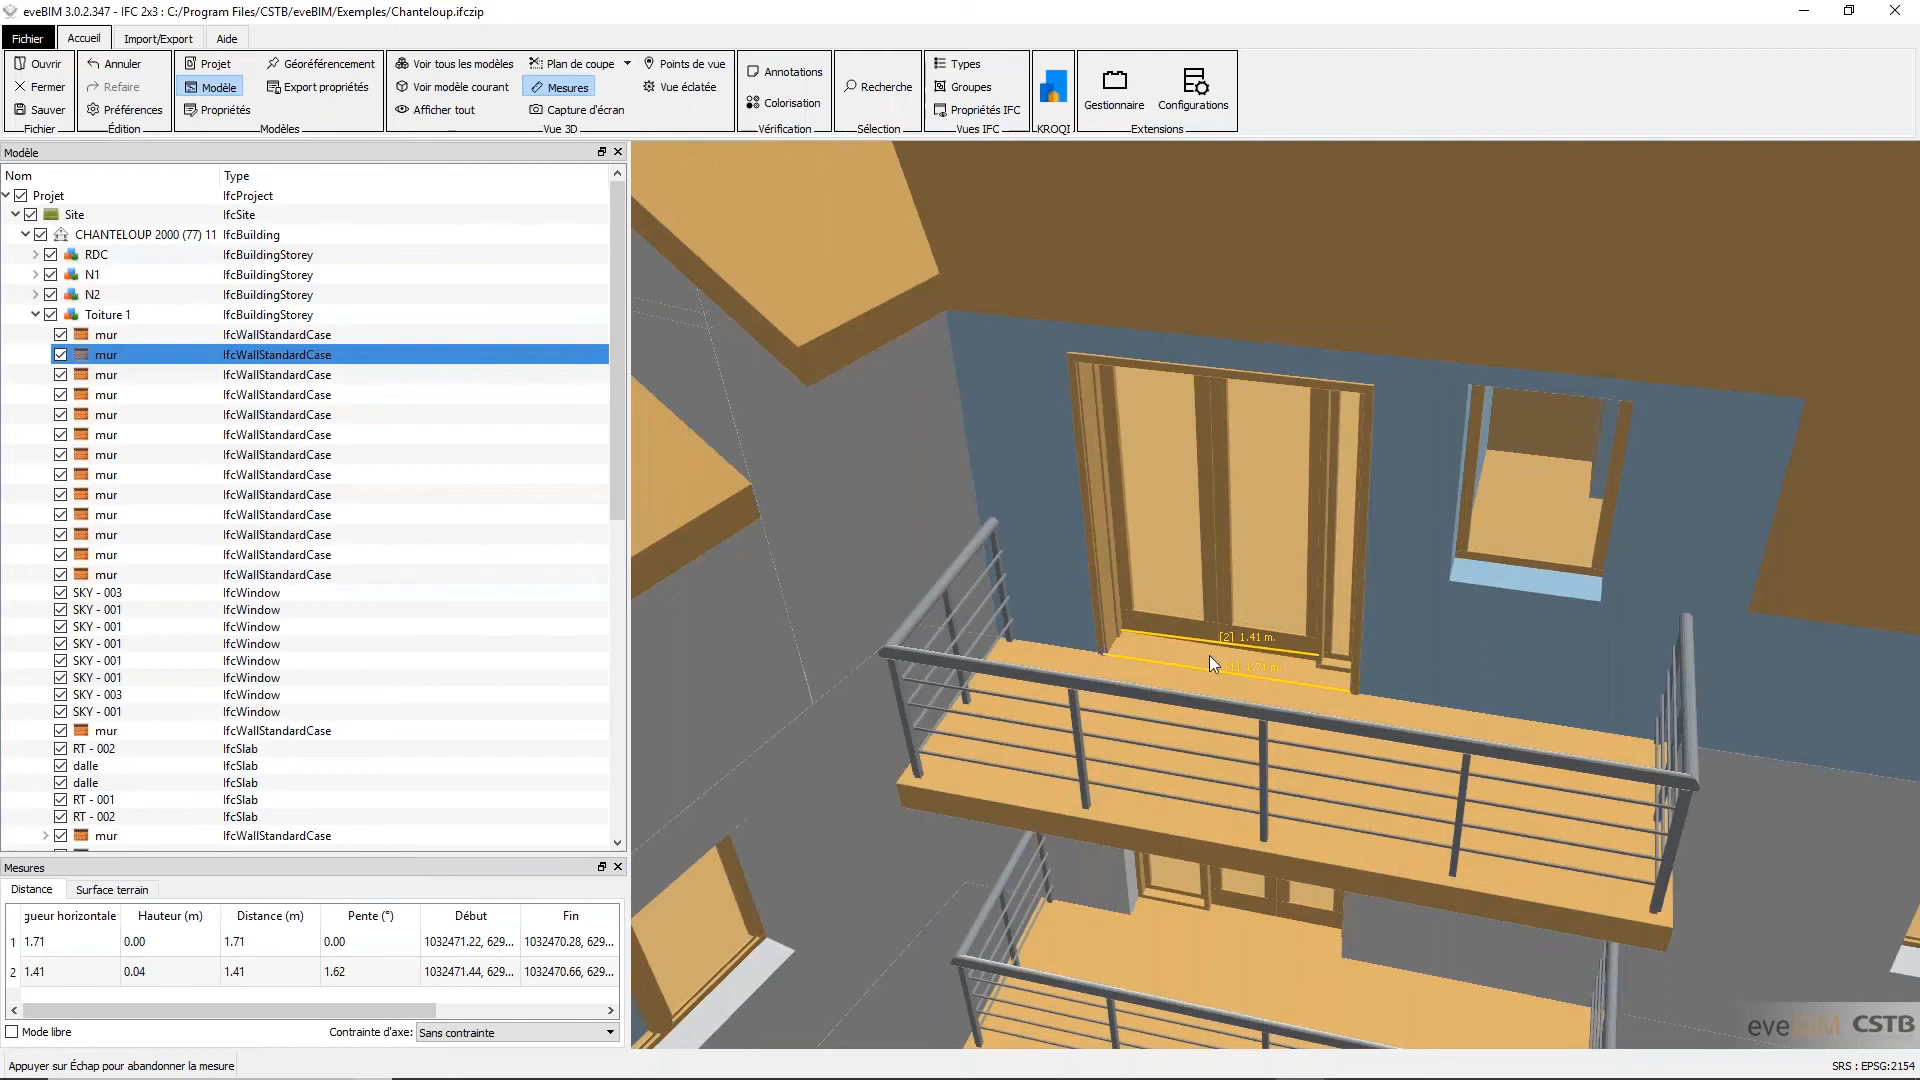 eveBIM 3.0.2.347 - IFC 2x3 : C:/Program Files/CSTB/eveBIM/Exemples/Chanteloup.ifczip
Fichier Accueil Import/Export Aide
Ouvrir Annuler Projet Géoréférencement Voir tous les modèles Plan de coupe Points de vue Annotations Recherche Types Gestionnaire Configurations
Fermer Refaire Modèle Export propriétés Voir modèle courant Mesures Vue éclatée Colorisation Groupes
Sauver Préférences Propriétés Afficher tout Capture d'écran Propriétés IFC
Fichier Édition Modèles Vue 3D Vérification Sélection Vues IFC KROQI Extensions
Modèle
Nom Type
Projet IfcProject
Site IfcSite
CHANTELOUP 2000 (77) 11 IfcBuilding
RDC IfcBuildingStorey
N1 IfcBuildingStorey
N2 IfcBuildingStorey
Toiture 1 IfcBuildingStorey
mur IfcWallStandardCase
mur IfcWallStandardCase
mur IfcWallStandardCase
mur IfcWallStandardCase
mur IfcWallStandardCase
mur IfcWallStandardCase
mur IfcWallStandardCase
mur IfcWallStandardCase
mur IfcWallStandardCase
mur IfcWallStandardCase
mur IfcWallStandardCase
mur IfcWallStandardCase
mur IfcWallStandardCase
SKY - 003 IfcWindow
SKY - 001 IfcWindow
SKY - 001 IfcWindow
SKY - 001 IfcWindow
SKY - 001 IfcWindow
SKY - 001 IfcWindow
SKY - 003 IfcWindow
SKY - 001 IfcWindow
mur IfcWallStandardCase
RT - 002 IfcSlab
dalle IfcSlab
dalle IfcSlab
RT - 001 IfcSlab
RT - 002 IfcSlab
mur IfcWallStandardCase
[2] 1.41 m.
[1] 1.71 m.
Mesures
Distance Surface terrain
gueur horizontale Hauteur (m) Distance (m) Pente (°) Début Fin
1 1.71 0.00 1.71 0.00 1032471.22, 629... 1032470.28, 629...
2 1.41 0.04 1.41 1.62 1032471.44, 629... 1032470.66, 629...
Mode libre Contrainte d'axe: Sans contrainte
eveBIM CSTB
Appuyer sur Échap pour abandonner la mesure SRS : EPSG:2154